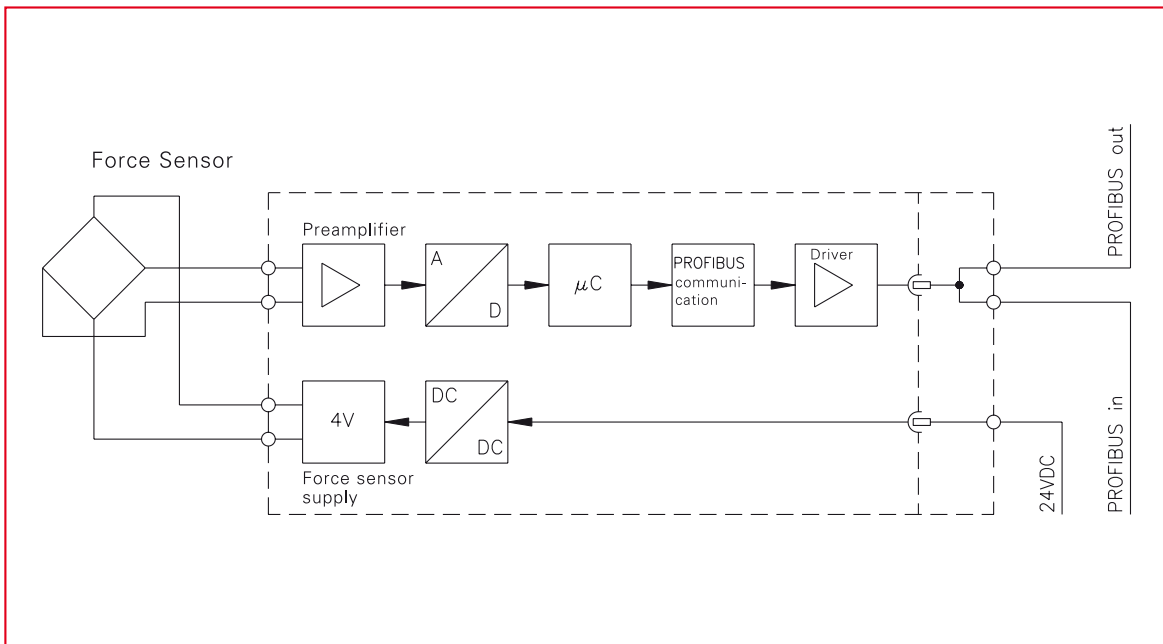 Force Sensor
Preamplifier
A
D
µC
PROFIBUS
communi-
cation
Driver
4V
DC
DC
Force sensor
supply
PROFIBUS out
24VDC
PROFIBUS in